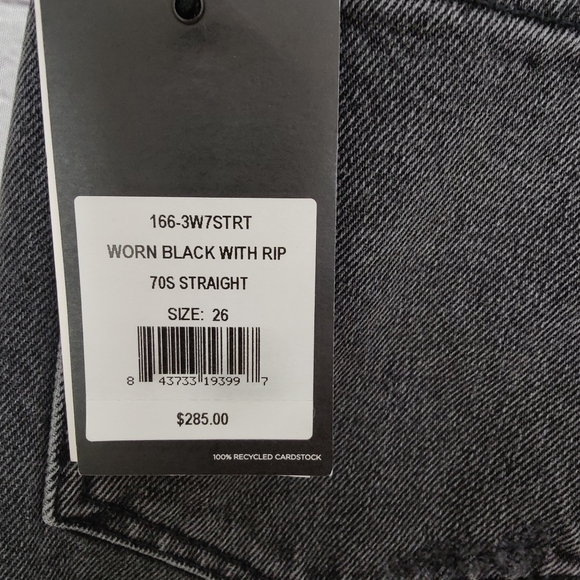 166-3W7STRT
WORN BLACK WITH RIP
70S STRAIGHT
SIZE: 26
8 43733 19399 7
$285.00
100% RECYCLED CARDSTOCK